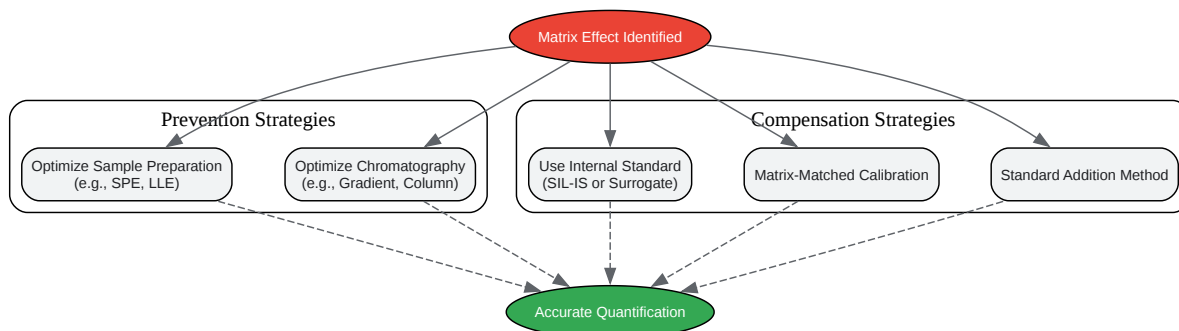 Matrix Effect Identified
Prevention Strategies
Compensation Strategies
Optimize Sample Preparation
(e.g., SPE, LLE)
Optimize Chromatography
(e.g., Gradient, Column)
Use Internal Standard
(SIL-IS or Surrogate)
Matrix-Matched Calibration
Standard Addition Method
Accurate Quantification